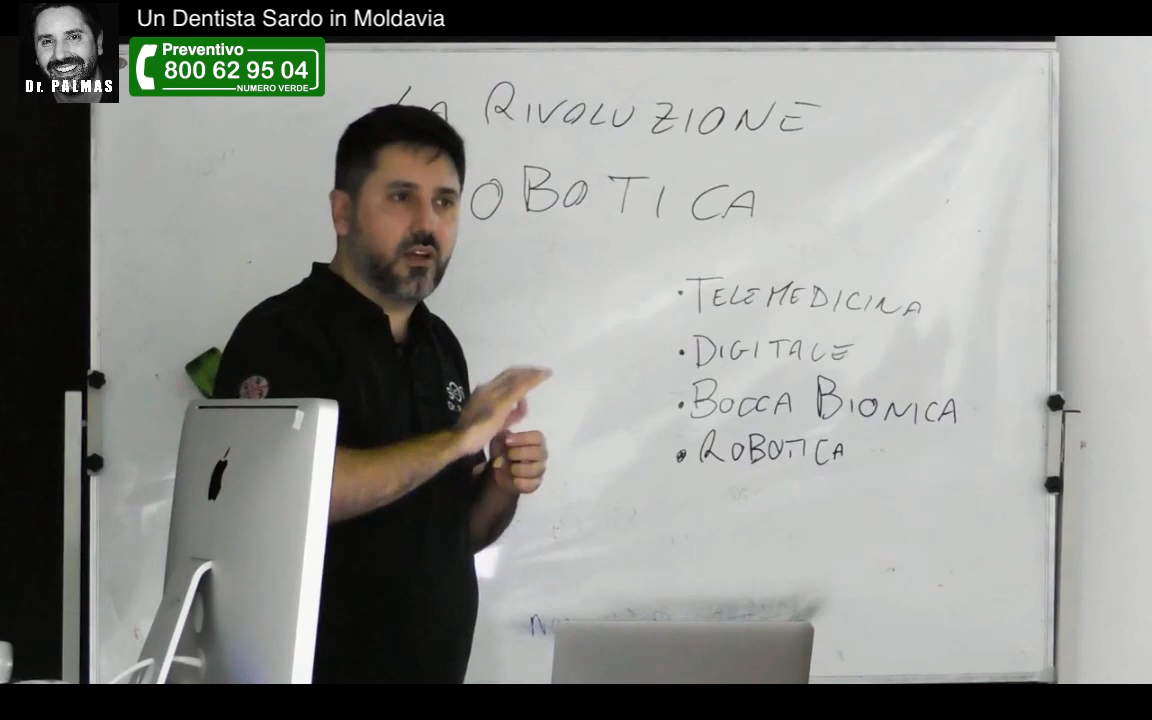 Un Dentista Sardo in Moldavia
Dr. PALMAS
Preventivo
800 62 95 04
NUMERO VERDE
LA RIVOLUZIONE
OBOTICA
· TELEMEDICINA
· DIGITALE
· BOCCA BIONICA
· ROBOTICA